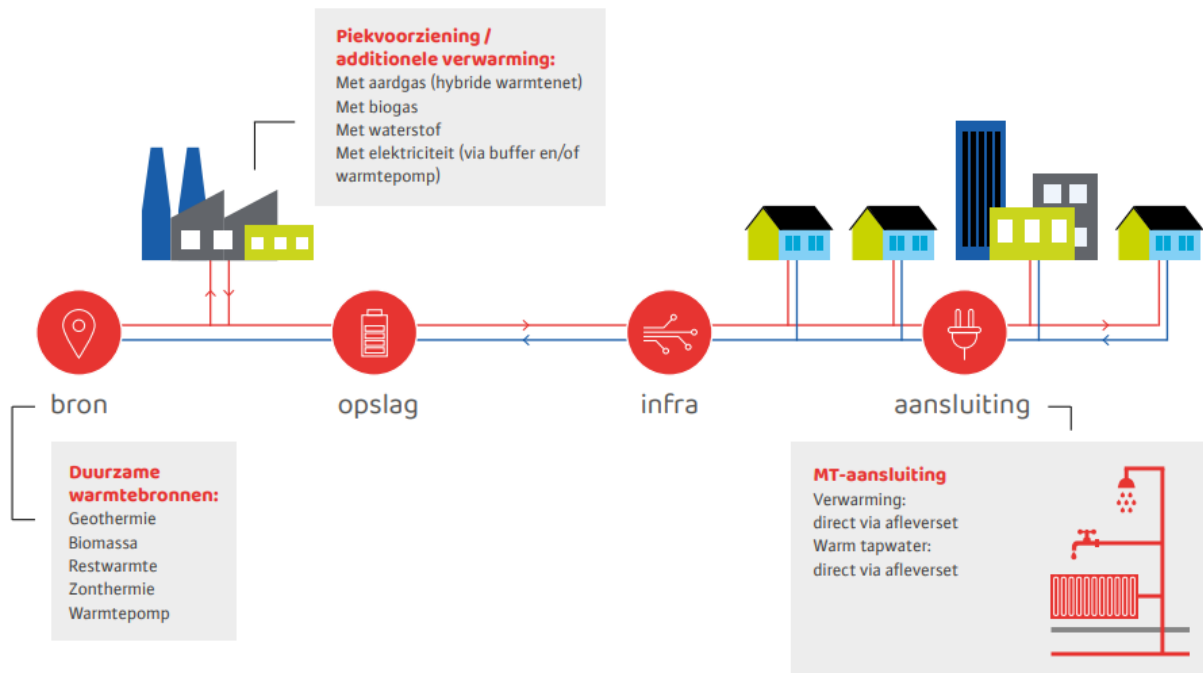 Piekvoorziening /
additionele verwarming:
Met aardgas (hybride warmtenet)
Met biogas
Met waterstof
Met elektriciteit (via buffer en/of
warmtepomp)
bron
opslag
infra
aansluiting
Duurzame
warmtebronnen:
Geothermie
Biomassa
Restwarmte
Zonthermie
Warmtepomp
MT-aansluiting
Verwarming:
direct via afleverset
Warm tapwater:
direct via afleverset